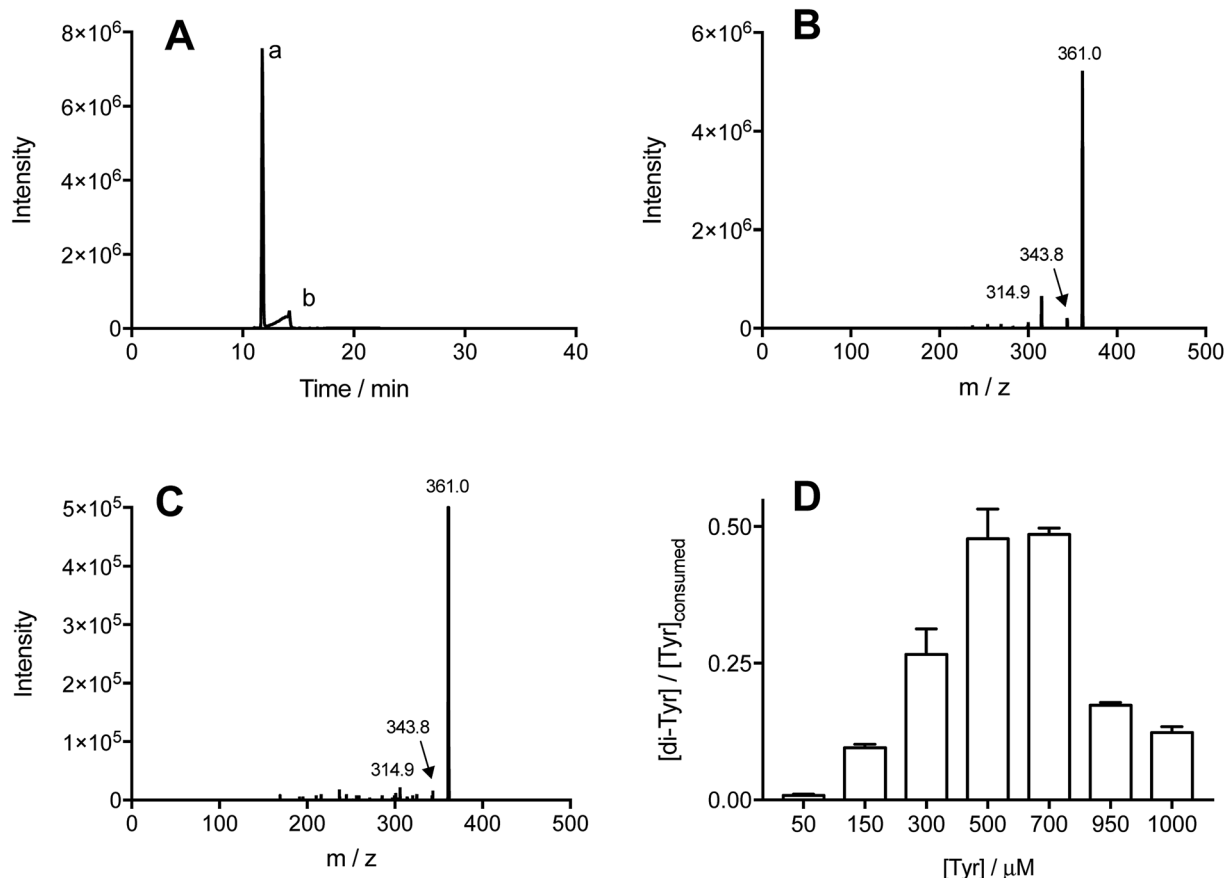 A
8×10⁶
6×10⁶
4×10⁶
2×10⁶
0
Intensity
a
b
0 10 20 30 40
Time / min
B
6×10⁶
4×10⁶
2×10⁶
0
Intensity
361.0
343.8
314.9
0 100 200 300 400 500
m / z
C
5×10⁵
4×10⁵
3×10⁵
2×10⁵
1×10⁵
0
Intensity
361.0
343.8
314.9
0 100 200 300 400 500
m / z
D
0.50
0.25
0.00
[di-Tyr] / [Tyr]consumed
50 150 300 500 700 950 1000
[Tyr] / μM